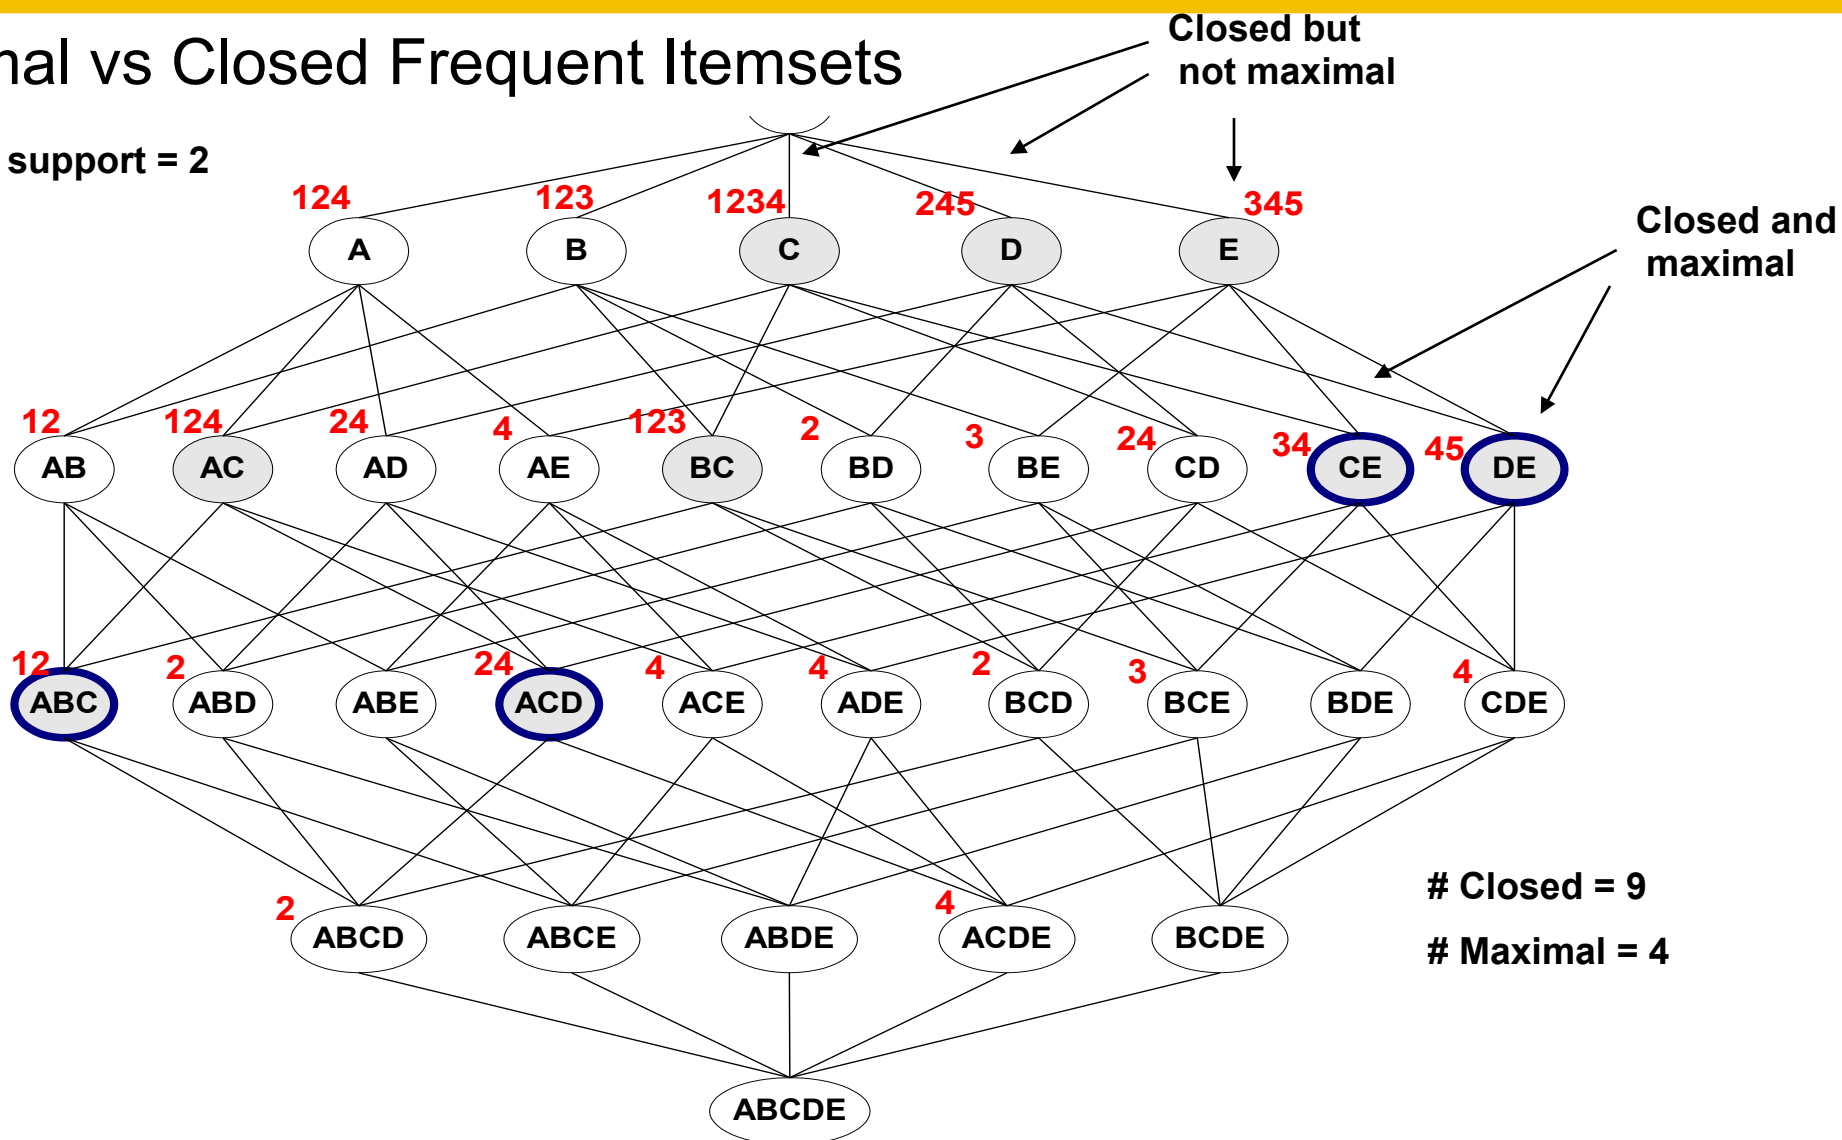 nal vs Closed Frequent Itemsets
Closed but
not maximal
support = 2
124 123 1234 245 345
Closed and
maximal
A B C D E
12 124 24 4 123 2 3 24 34 45
AB AC AD AE BC BD BE CD CE DE
12 2 24 4 4 2 3 4
ABC ABD ABE ACD ACE ADE BCD BCE BDE CDE
# Closed = 9
2 4
ABCD ABCE ABDE ACDE BCDE
# Maximal = 4
ABCDE